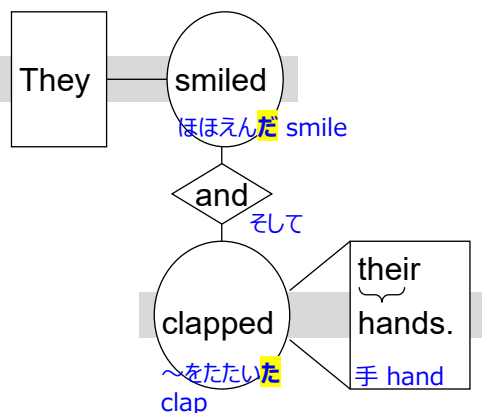 They smiled
ほほえんだ smile
and
そして
their
clapped hands.
～をたたいた
手 hand
clap